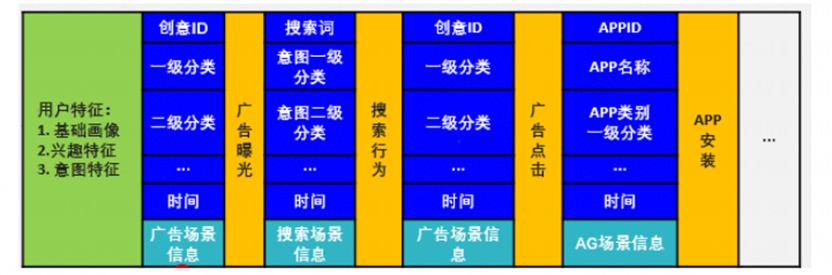 用户特征：
1. 基础画像
2.兴趣特征
3. 意图特征
创意ID
一级分类
二级分类
...
时间
广告场景
信息
广
告
曝
光
搜索词
意图一级
分类
意图二级
分类
...
时间
搜索场景
信息
搜
索
行
为
创意ID
一级分类
二级分类
...
时间
广告场景信
息
广
告
点
击
APPID
APP名称
APP类别
一级分类
...
时间
AG场景信息
APP
安
装
...